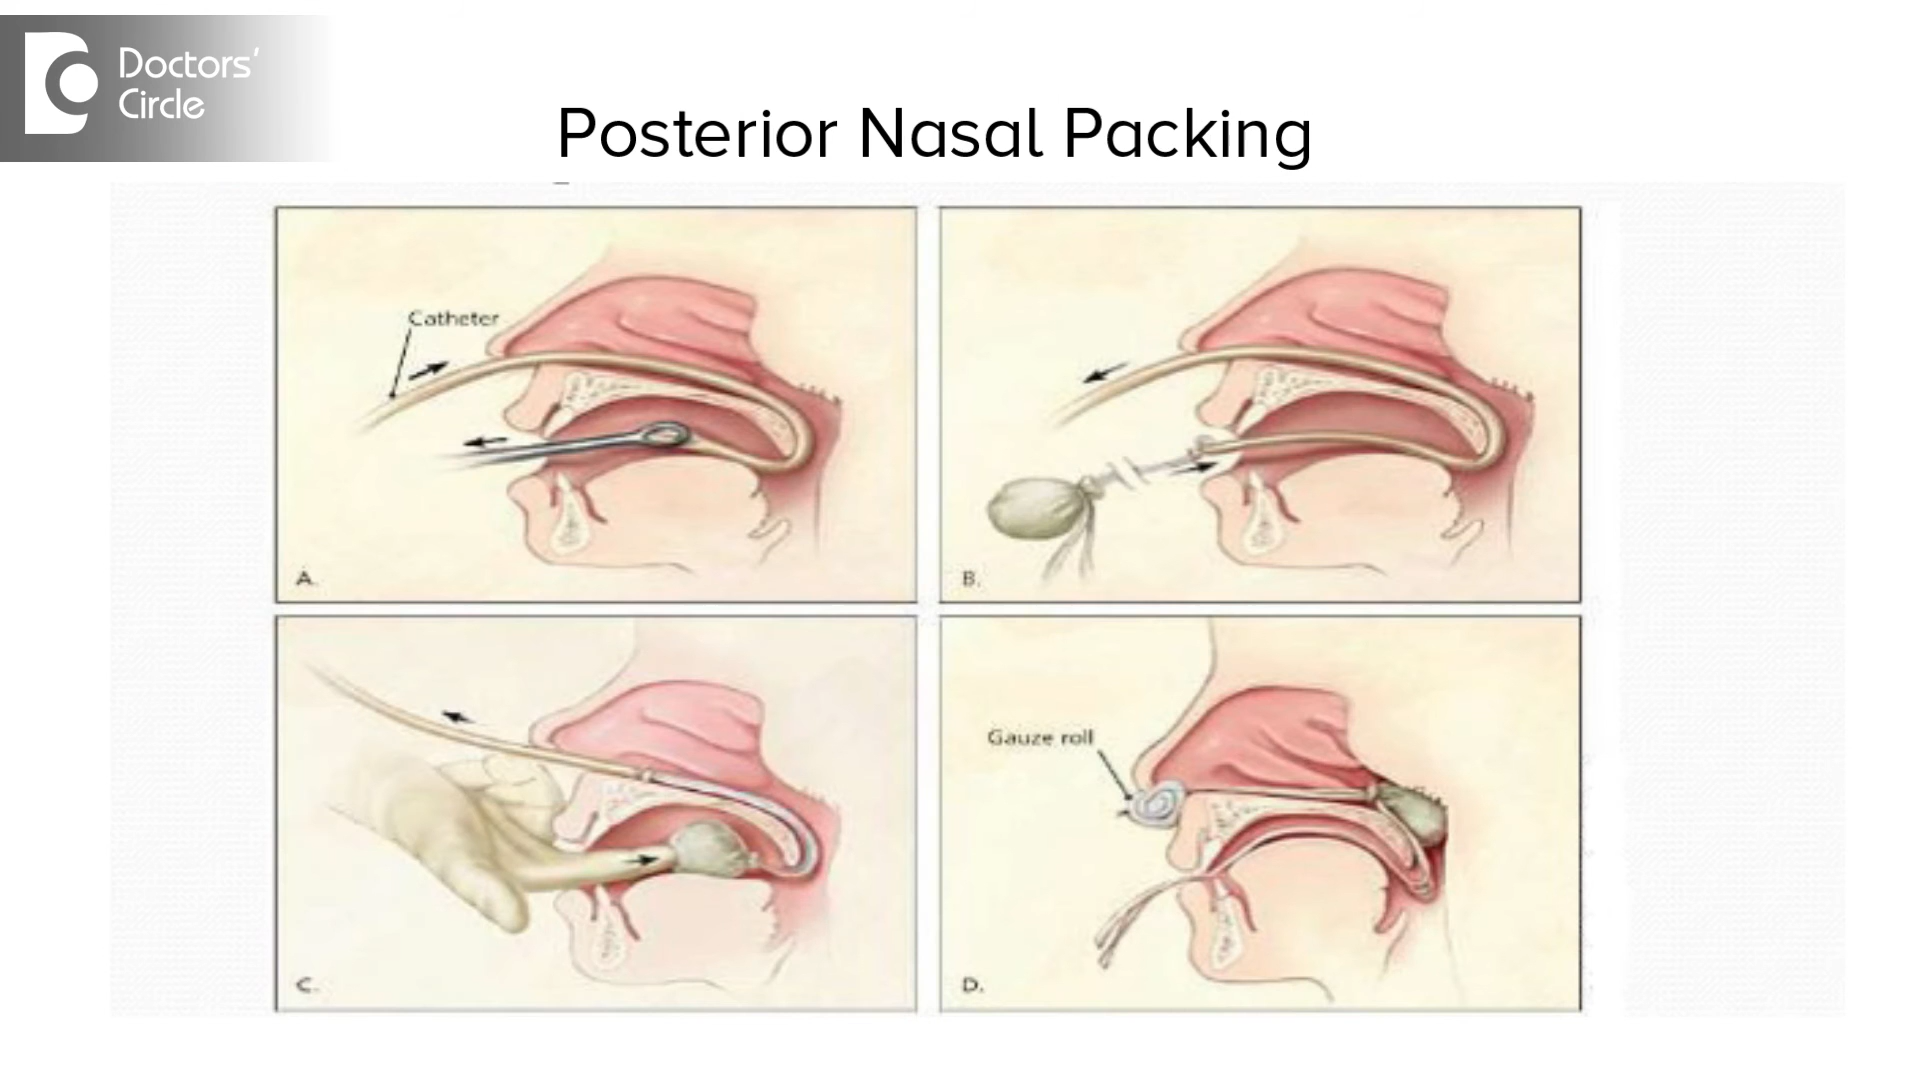 Doctors'
Circle
Posterior Nasal Packing
Catheter
A.
B.
Gauze roll
C.
D.